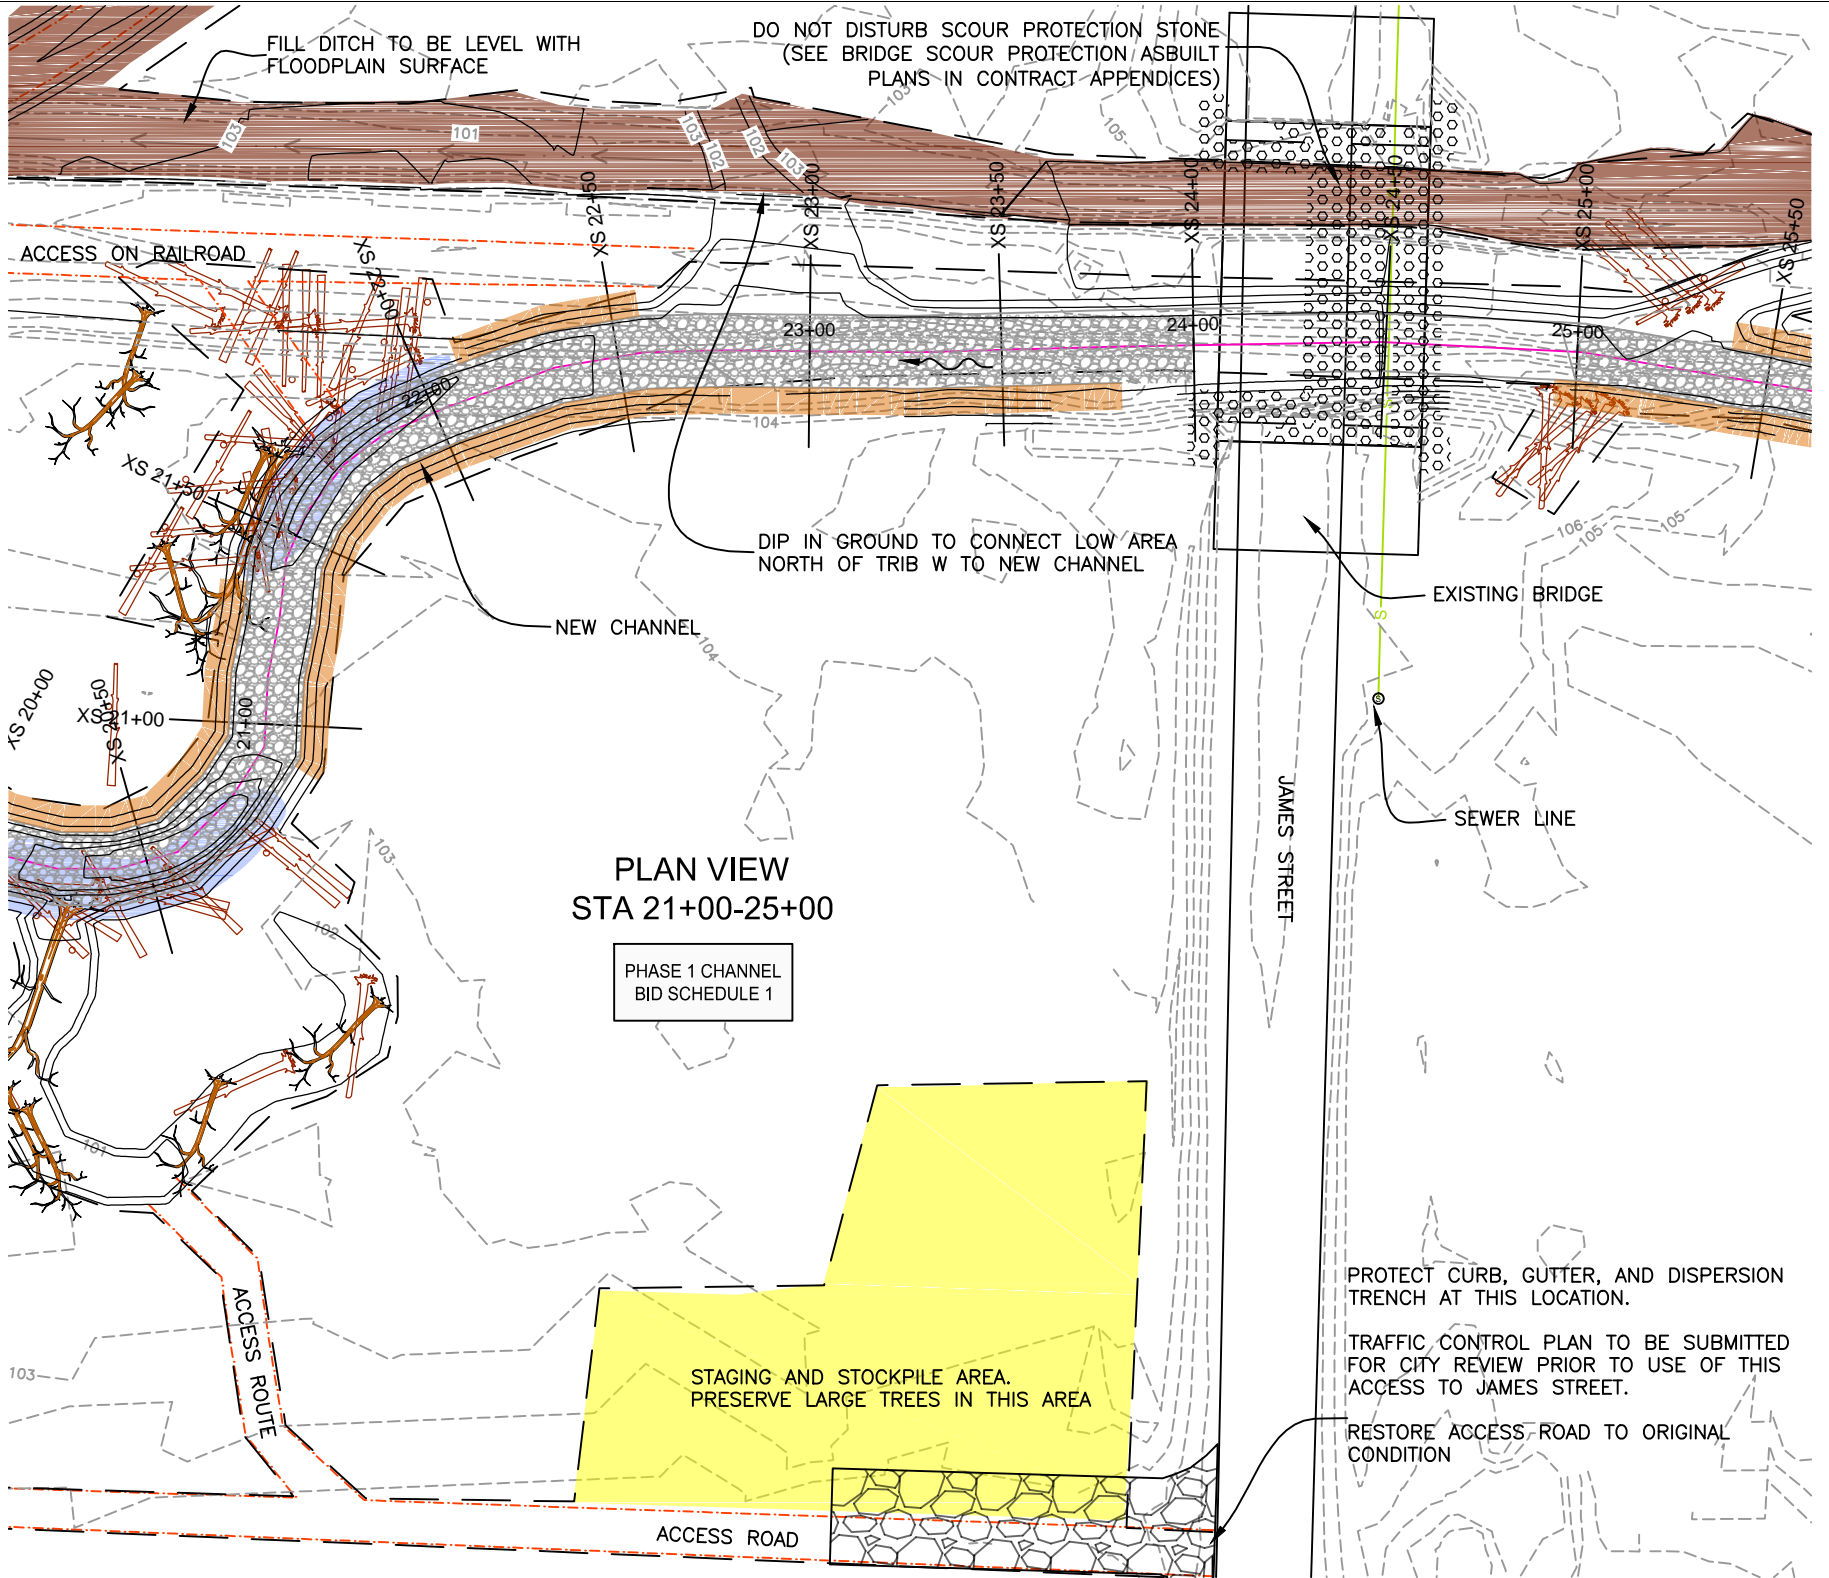 FILL DITCH TO BE LEVEL WITH
FLOODPLAIN SURFACE
DO NOT DISTURB SCOUR PROTECTION STONE
(SEE BRIDGE SCOUR PROTECTION ASBUILT
PLANS IN CONTRACT APPENDICES)
103
105
103
101
103
102
102
103
XS 22+50
XS 23+00
XS 23+50
XS 24+00
XS 24+50
XS 25+00
XS 25+50
ACCESS ON RAILROAD
XS 22+00
23+00
24+00
25+00
22+00
104
XS 21+50
S
DIP IN GROUND TO CONNECT LOW AREA
NORTH OF TRIB W TO NEW CHANNEL
106
105
105
EXISTING BRIDGE
S
NEW CHANNEL
104
XS 20+00
XS 20+50
XS 21+00
21+00
S
JAMES STREET
SEWER LINE
103
PLAN VIEW
STA 21+00-25+00
102
PHASE 1 CHANNEL
BID SCHEDULE 1
101
ACCESS ROUTE
103
STAGING AND STOCKPILE AREA.
PRESERVE LARGE TREES IN THIS AREA
PROTECT CURB, GUTTER, AND DISPERSION
TRENCH AT THIS LOCATION.
TRAFFIC CONTROL PLAN TO BE SUBMITTED
FOR CITY REVIEW PRIOR TO USE OF THIS
ACCESS TO JAMES STREET.
RESTORE ACCESS ROAD TO ORIGINAL
CONDITION
ACCESS ROAD